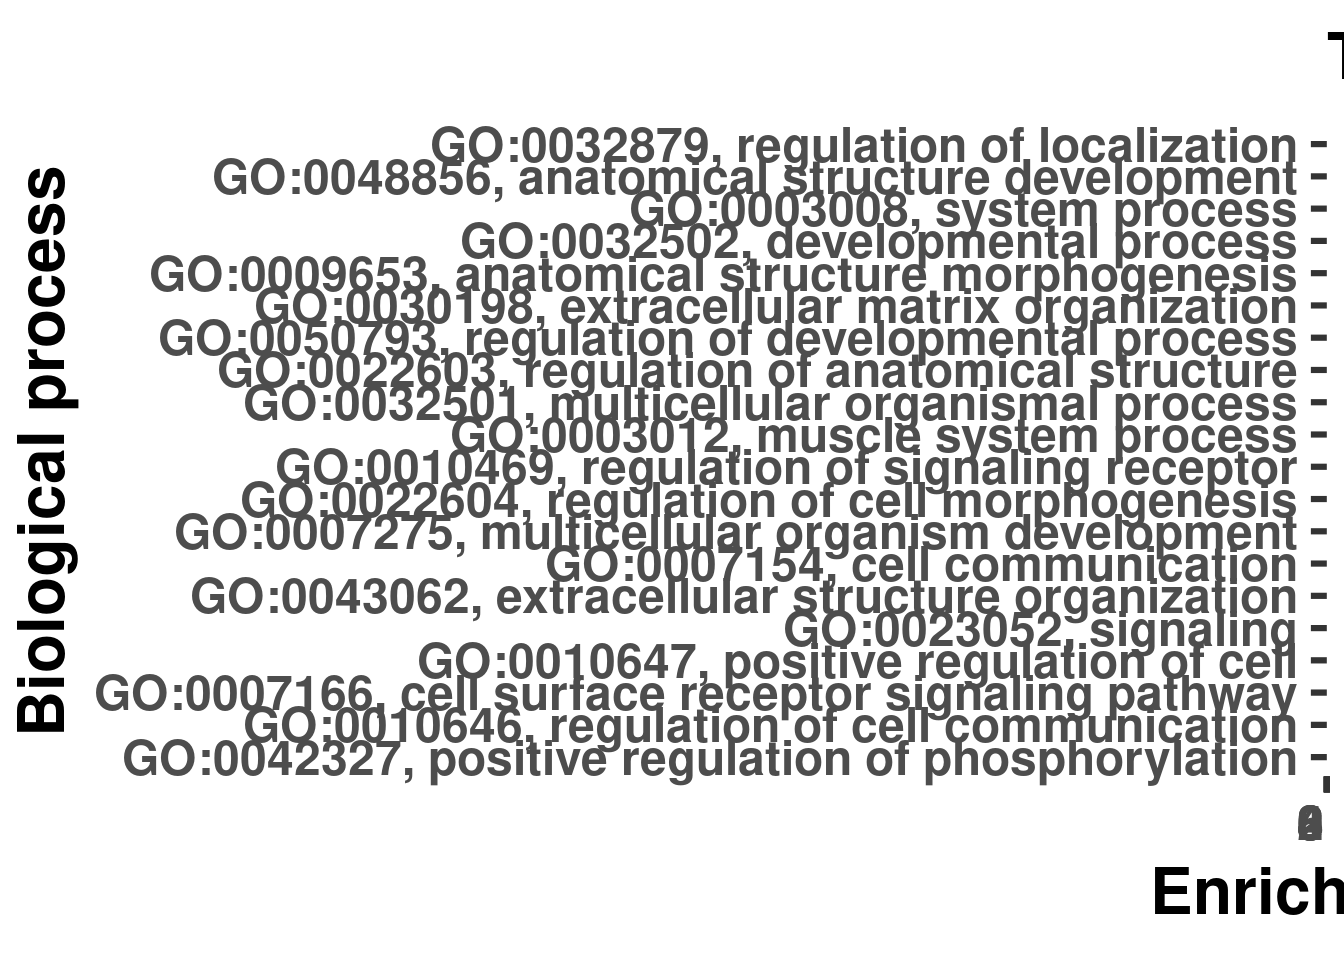 T
Biological process
GO:0032879, regulation of localization
GO:0048856, anatomical structure development
GO:0003008, system process
GO:0032502, developmental process
GO:0009653, anatomical structure morphogenesis
GO:0030198, extracellular matrix organization
GO:0050793, regulation of developmental process
GO:0022603, regulation of anatomical structure
GO:0032501, multicellular organismal process
GO:0003012, muscle system process
GO:0010469, regulation of signaling receptor
GO:0022604, regulation of cell morphogenesis
GO:0007275, multicellular organism development
GO:0007154, cell communication
GO:0043062, extracellular structure organization
GO:0023052, signaling
GO:0010647, positive regulation of cell
GO:0007166, cell surface receptor signaling pathway
GO:0010646, regulation of cell communication
GO:0042327, positive regulation of phosphorylation
Enrich